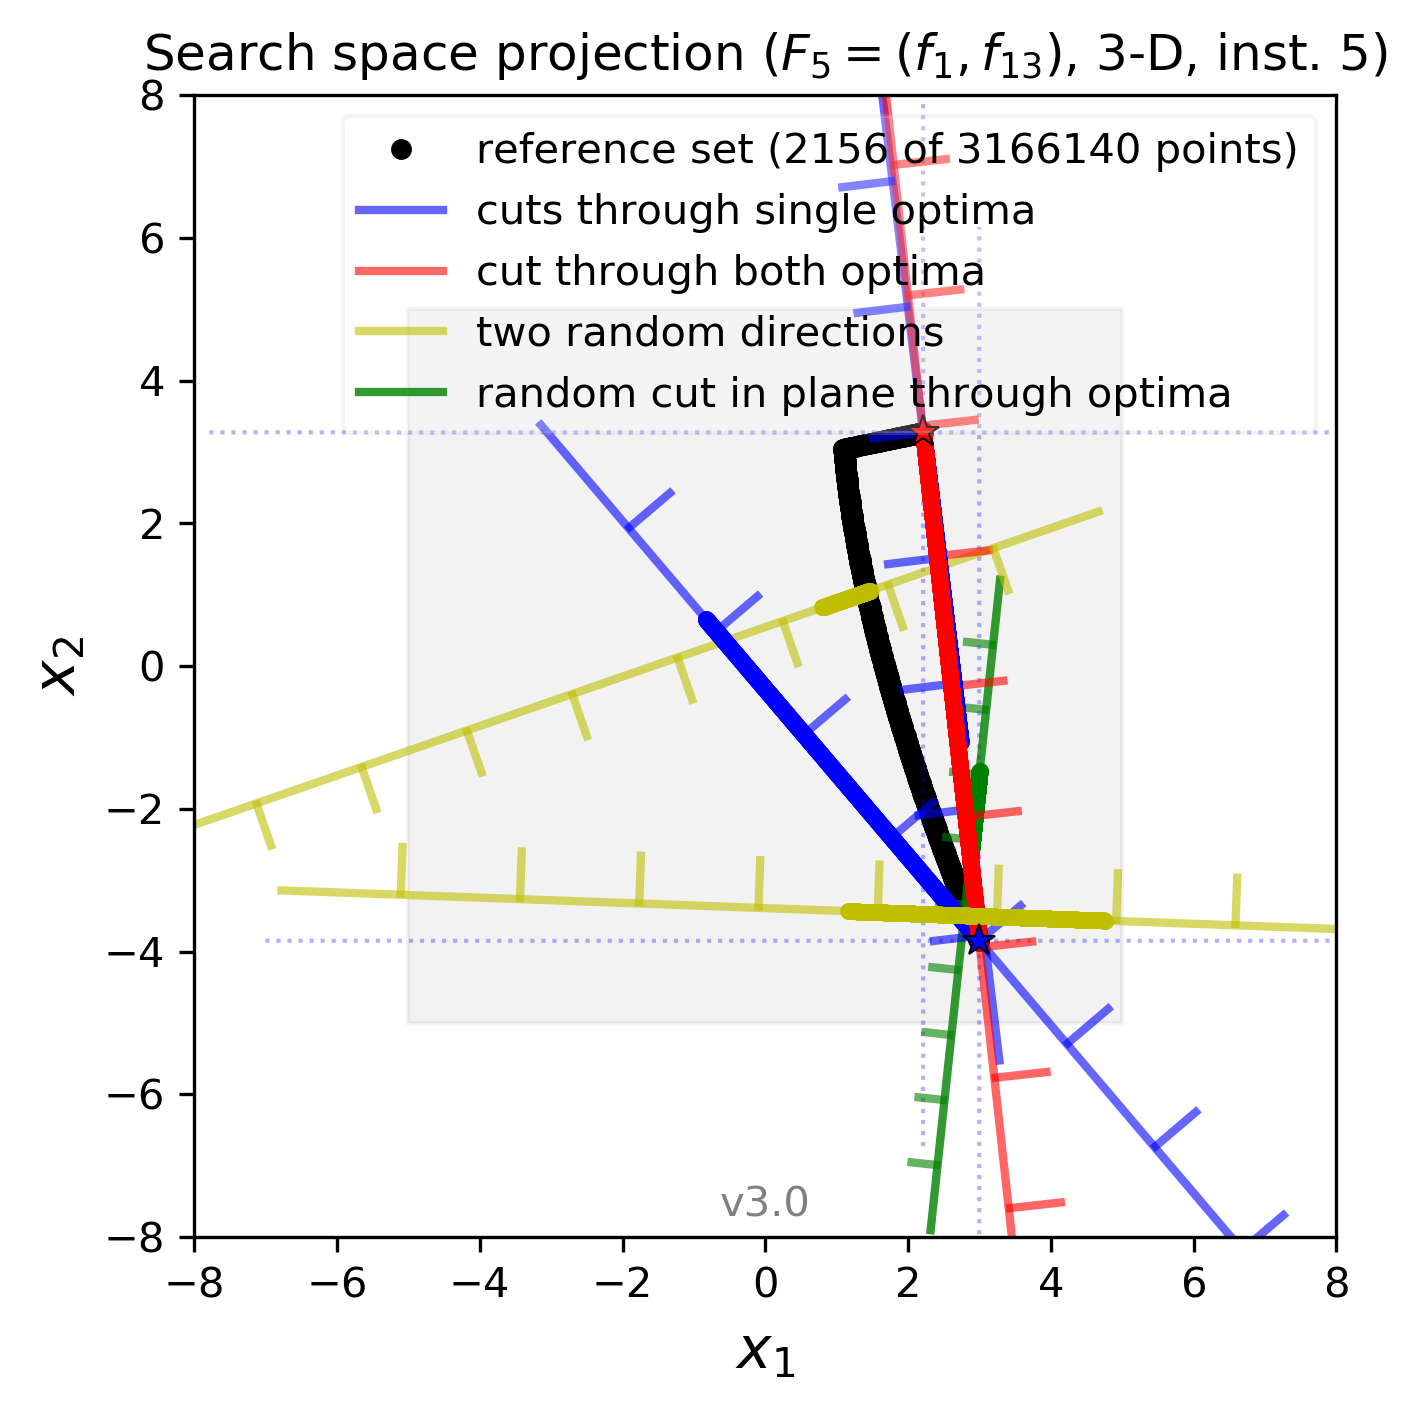 Search space projection (F₅ = (f₁, f₁₃), 3-D, inst. 5)
reference set (2156 of 3166140 points)
cuts through single optima
cut through both optima
two random directions
random cut in plane through optima
8
6
4
2
0
−2
−4
−6
−8
x₂
v3.0
−8 −6 −4 −2 0 2 4 6 8
x₁